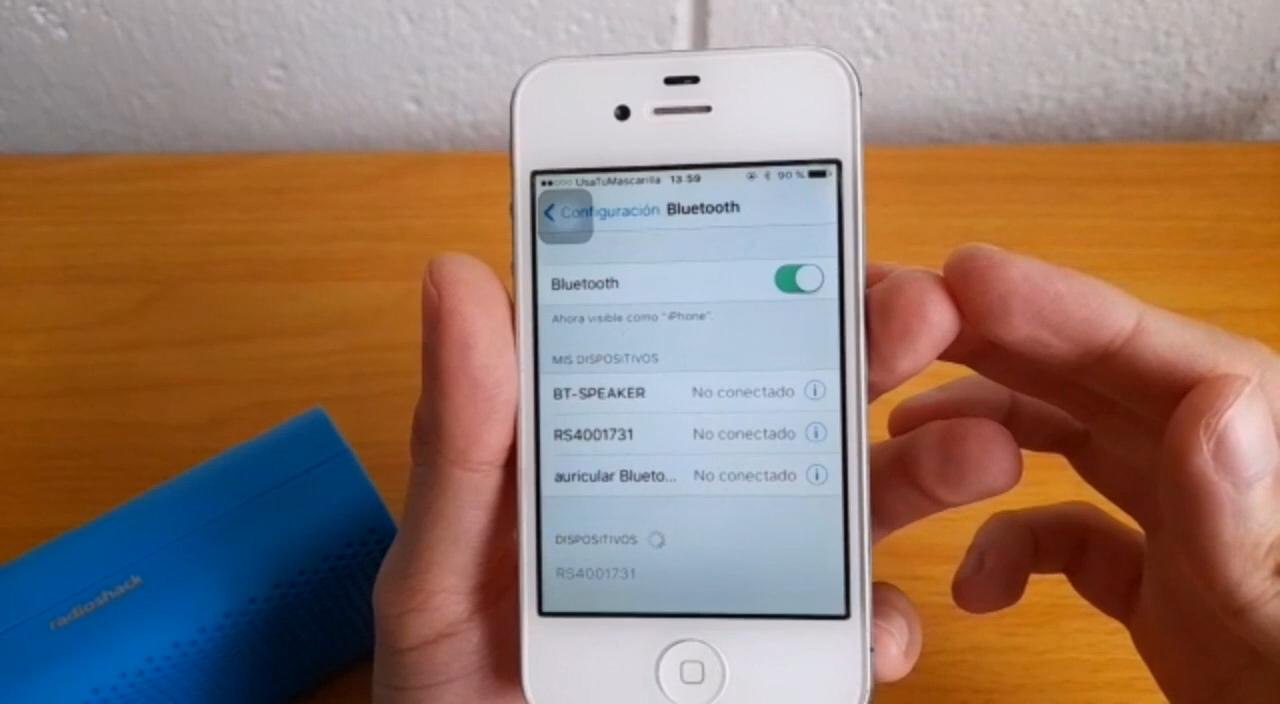 UsaTuMascarilla 13.59 90 %
Configuración Bluetooth
Bluetooth
Ahora visible como "iPhone".
MIS DISPOSITIVOS
BT-SPEAKER No conectado
RS4001731 No conectado
auricular Blueto... No conectado
DISPOSITIVOS
RS4001731
radioshack